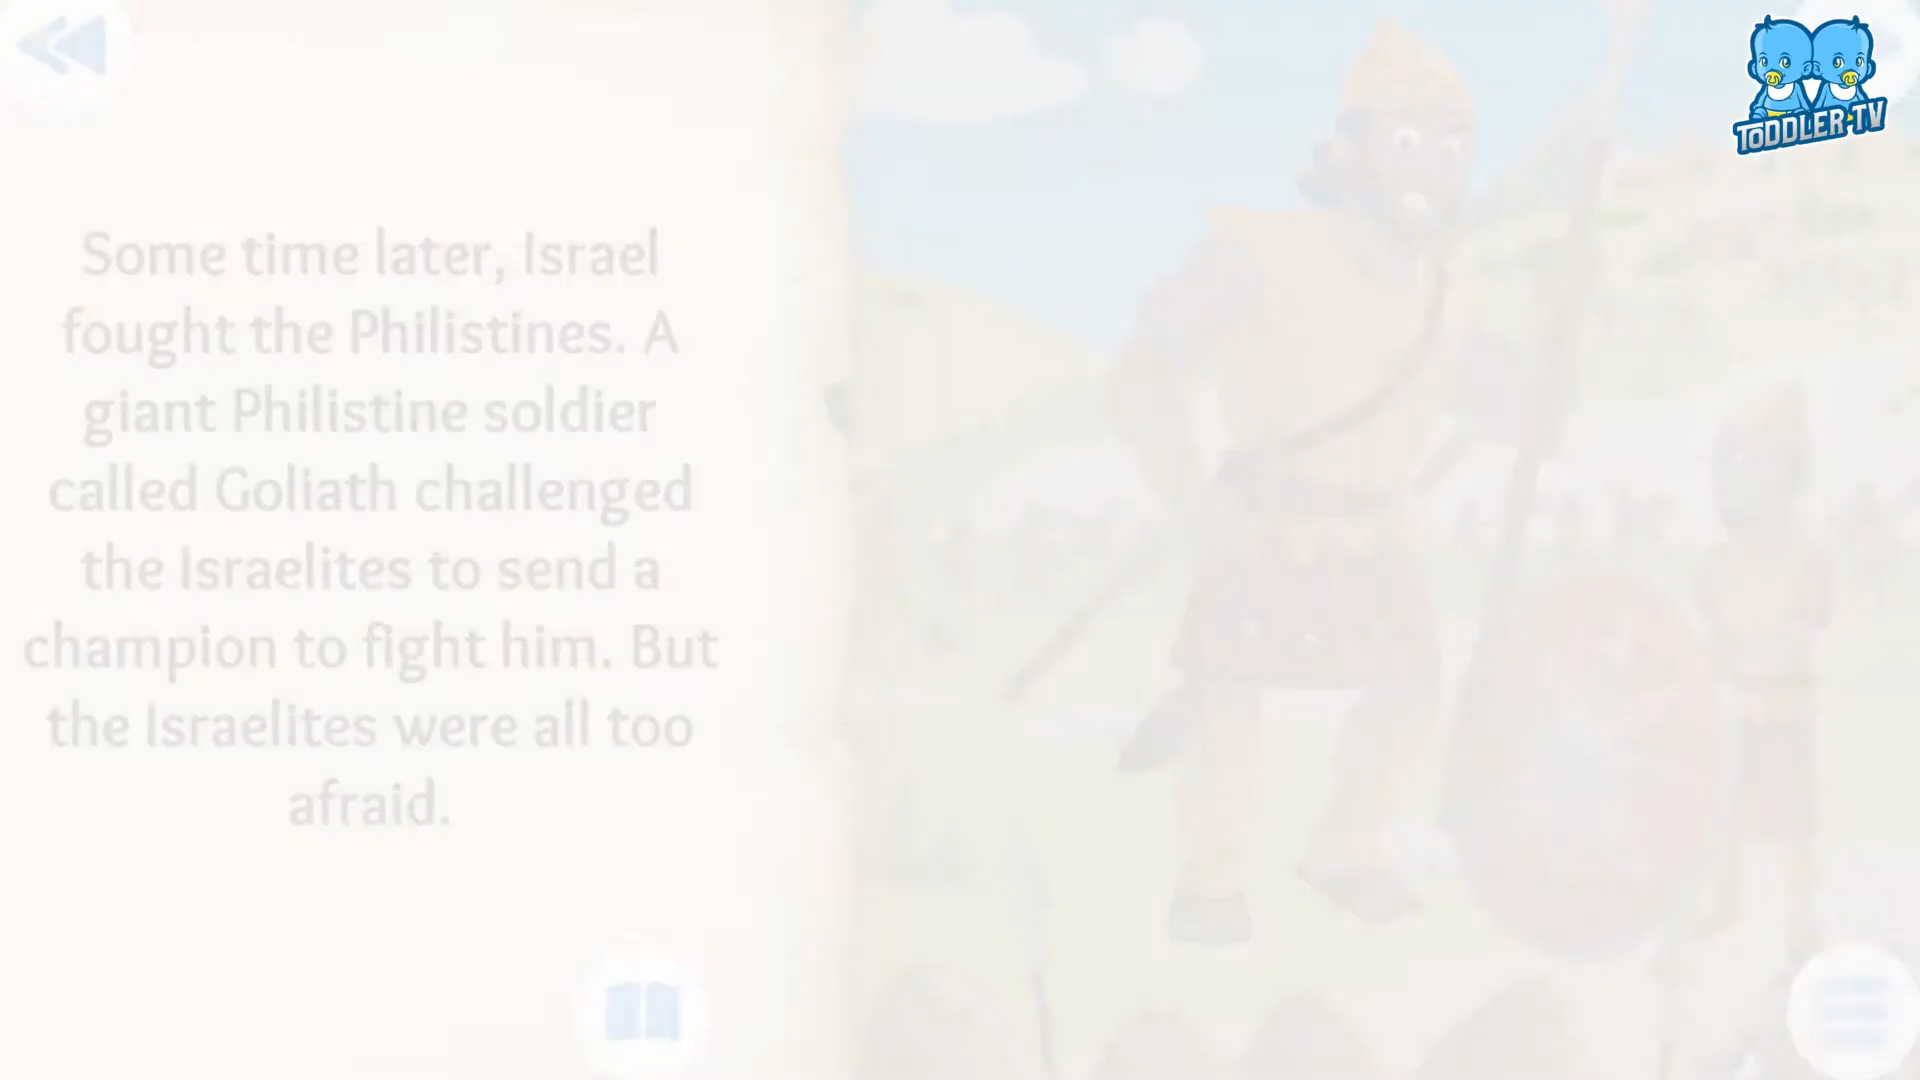 TODDLER TV
Some time later, Israel
fought the Philistines. A
giant Philistine soldier
called Goliath challenged
the Israelites to send a
champion to fight him. But
the Israelites were all too
afraid.